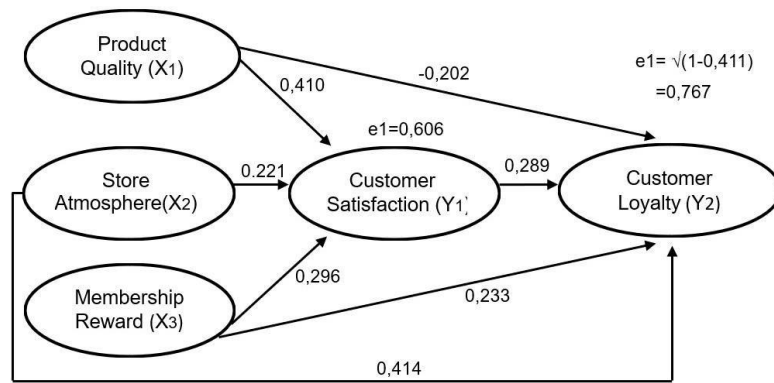 Product
Quality (X1)
-0,202
e1= √(1-0,411)
=0,767
0,410
e1=0,606
Store
Atmosphere(X2)
0.221
Customer
Satisfaction (Y1)
0,289
Customer
Loyalty (Y2)
Membership
Reward (X3)
0,296
0,233
0,414